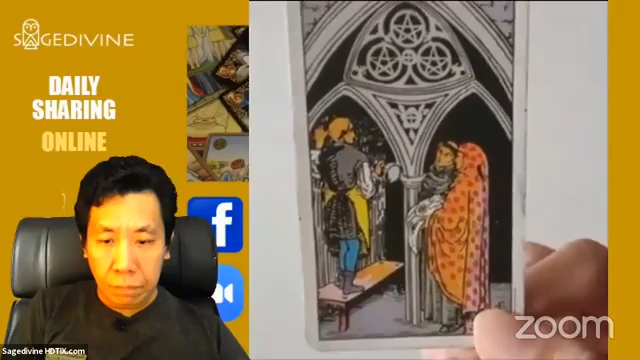 SAGEDIVINE
DAILY
SHARING
ONLINE
f
Sagedivine HDTiX.com
zoom